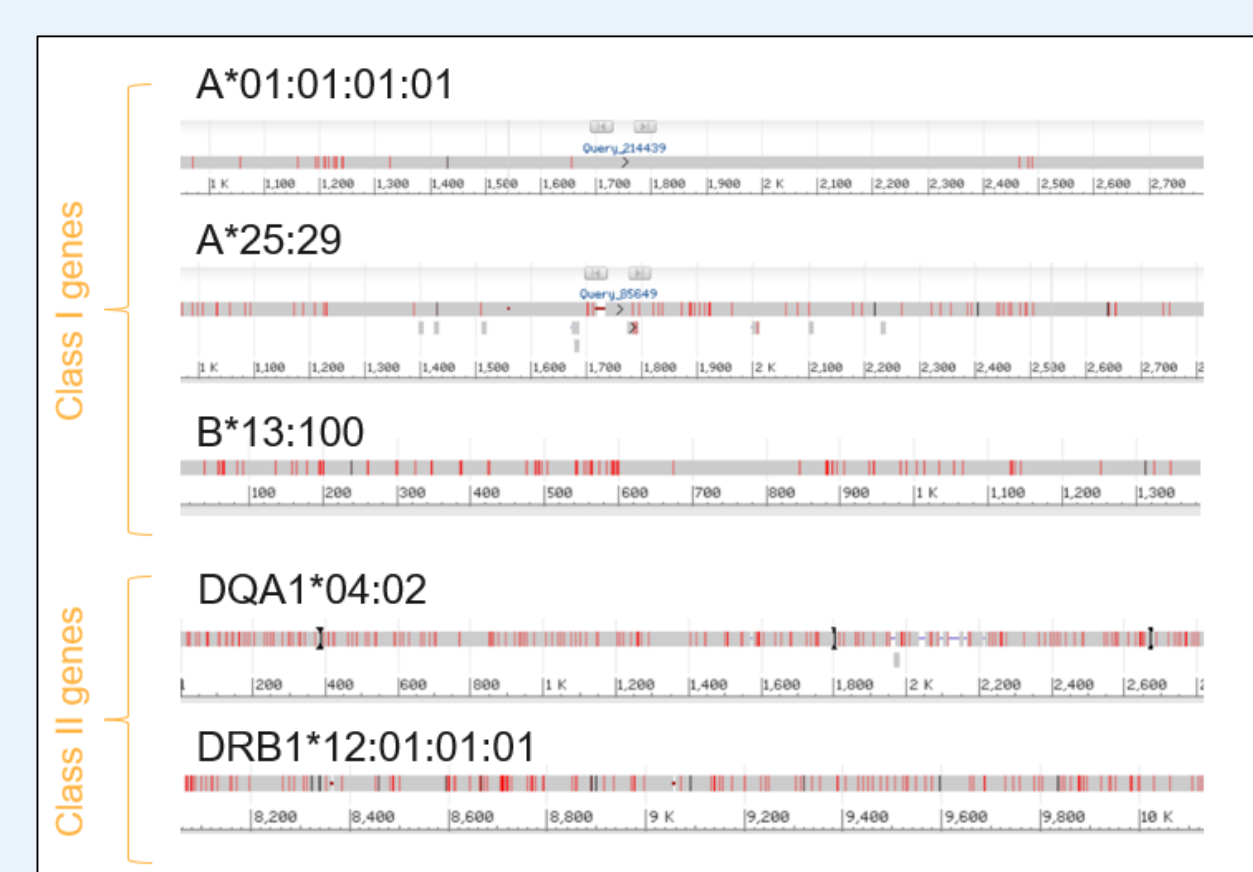 Class I genes
A*01:01:01:01
Query_214439
1 K 1,100 1,200 1,300 1,400 1,500 1,600 1,700 1,800 1,900 2 K 2,100 2,200 2,300 2,400 2,500 2,600 2,700
A*25:29
Query_85649
1 K 1,100 1,200 1,300 1,400 1,500 1,600 1,700 1,800 1,900 2 K 2,100 2,200 2,300 2,400 2,500 2,600 2,700 2
B*13:100
100 200 300 400 500 600 700 800 900 1 K 1,100 1,200 1,300
Class II genes
DQA1*04:02
1 200 400 600 800 1 K 1,200 1,400 1,600 1,800 2 K 2,200 2,400 2,600
DRB1*12:01:01:01
8,200 8,400 8,600 8,800 9 K 9,200 9,400 9,600 9,800 10 K